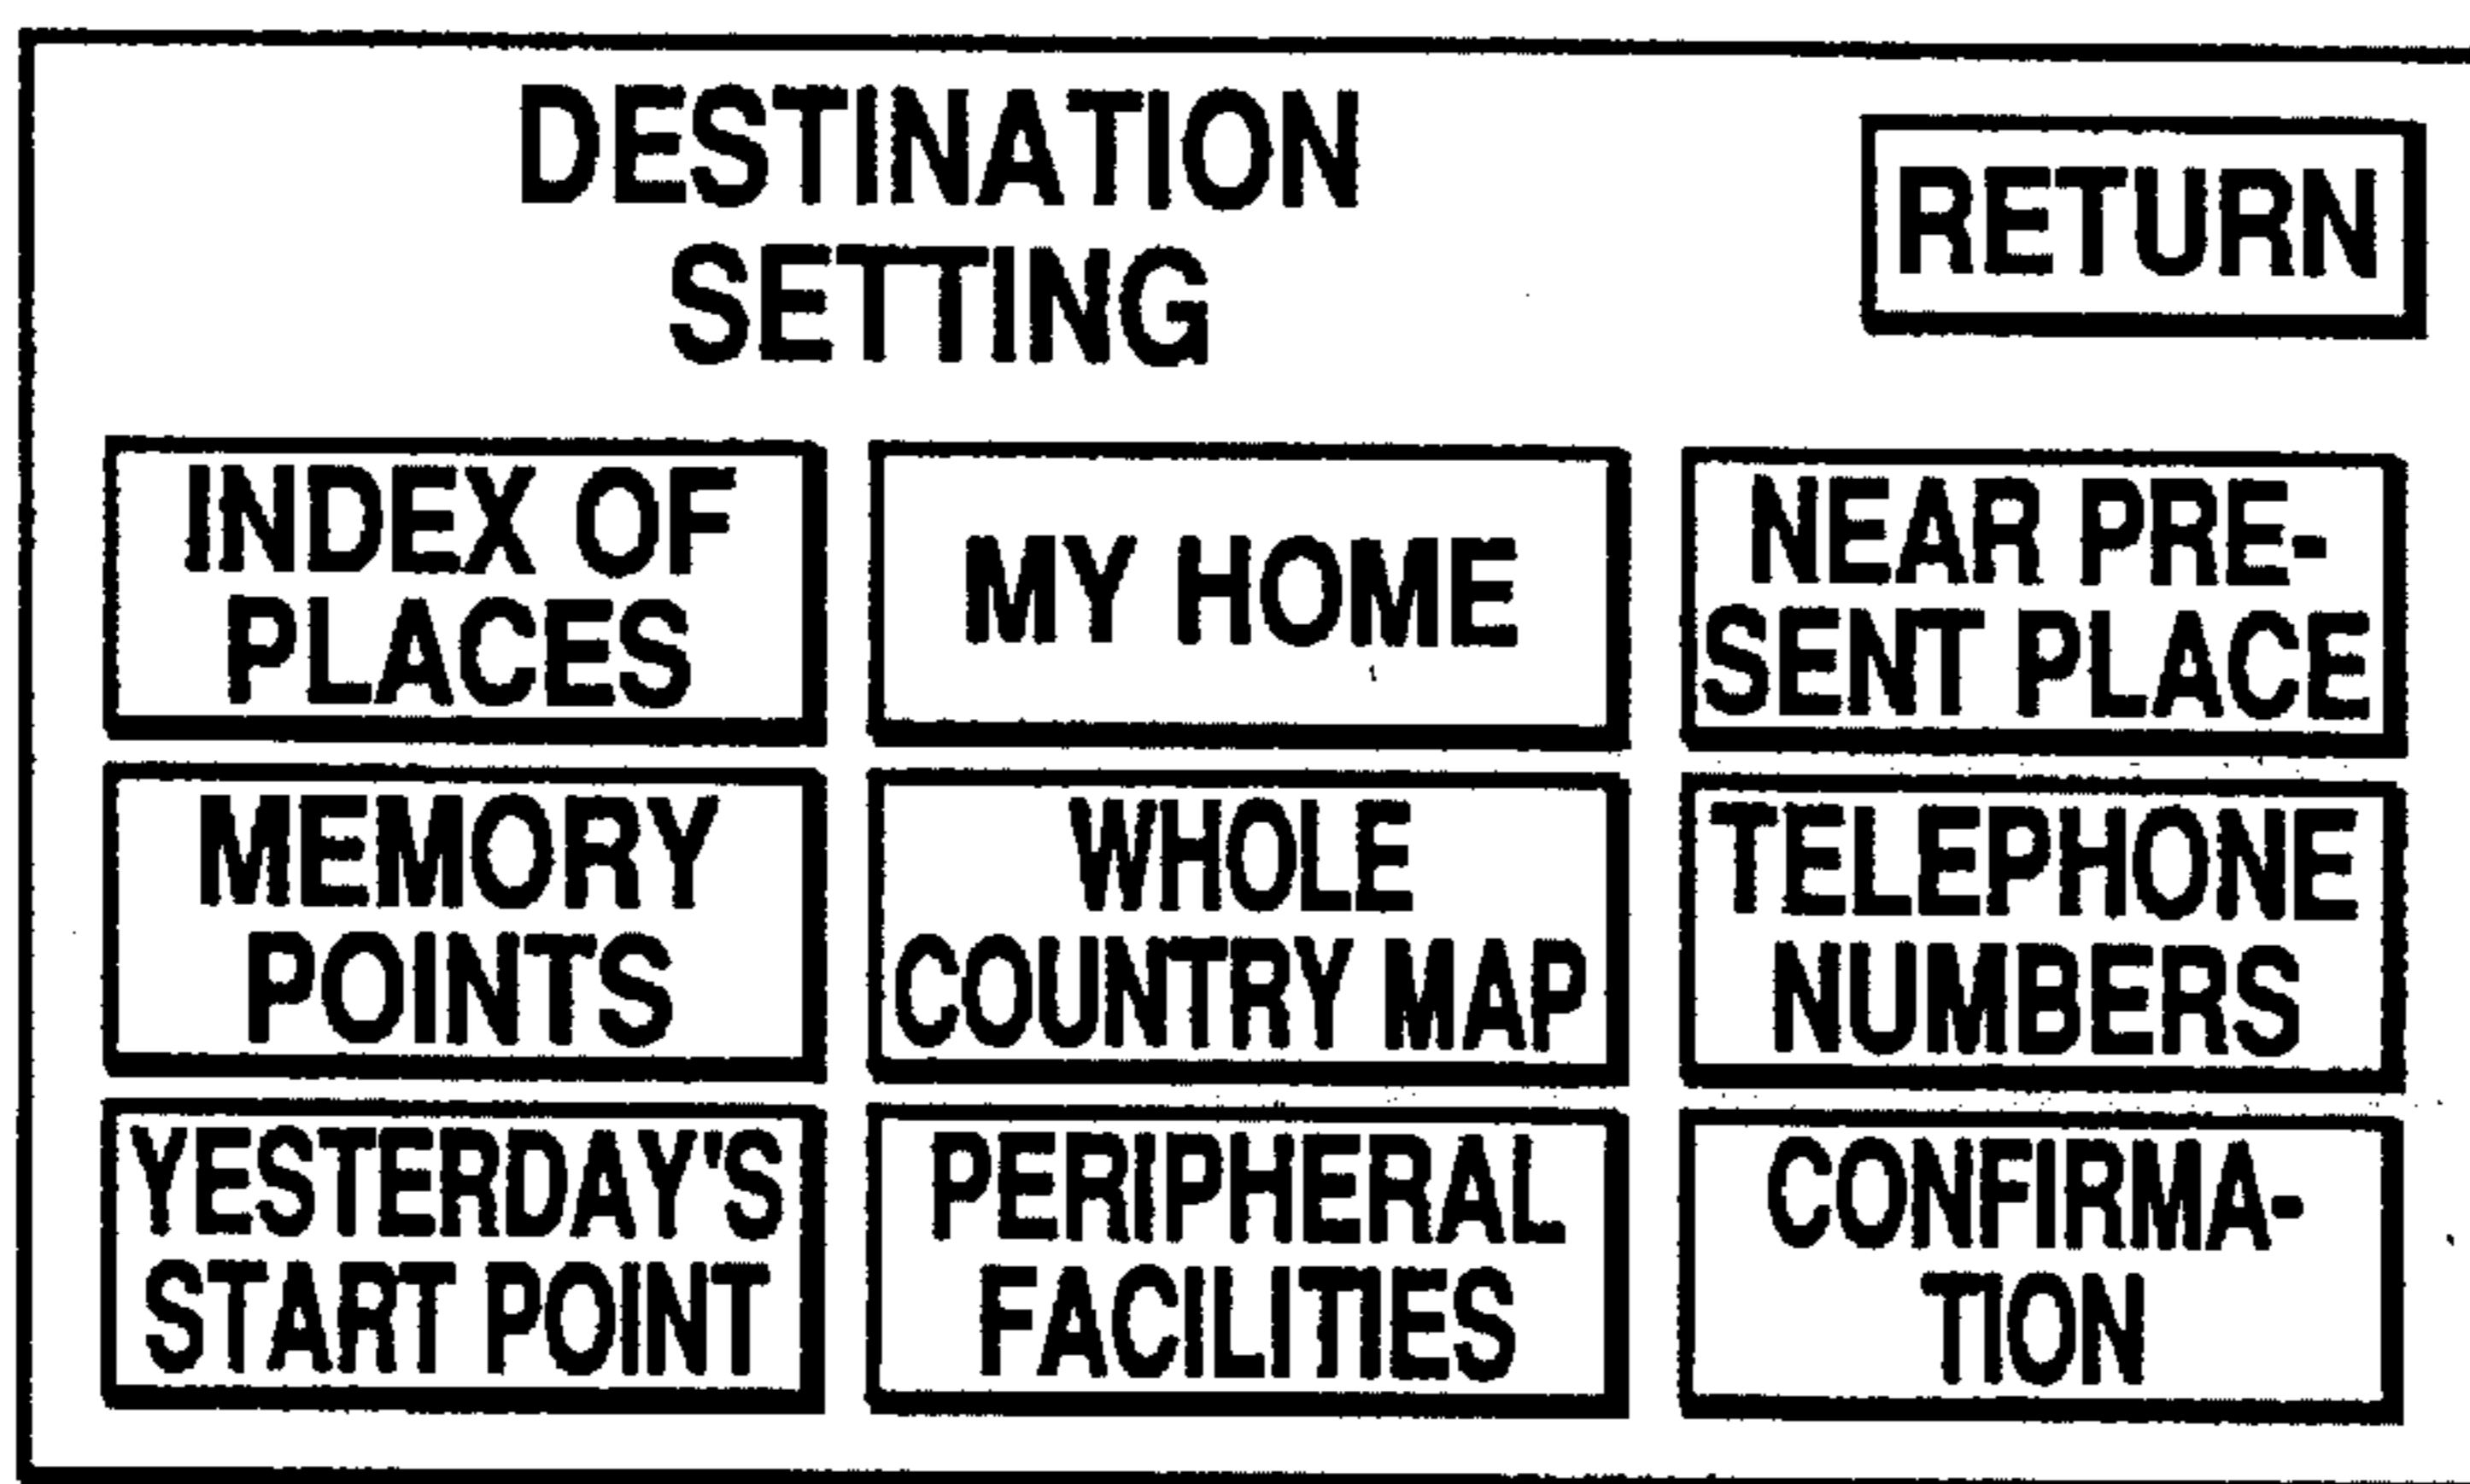 DESTINATION
SETTING
RETURN
INDEX OF
PLACES
MY HOME
NEAR PRE-
SENT PLACE
MEMORY
POINTS
WHOLE
COUNTRY MAP
TELEPHONE
NUMBERS
YESTERDAY'S
START POINT
PERIPHERAL
FACILITIES
CONFIRMA-
TION